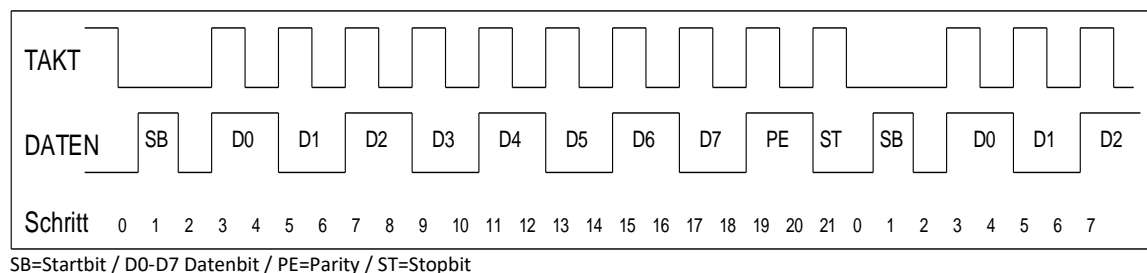 TAKT
DATEN SB D0 D1 D2 D3 D4 D5 D6 D7 PE ST SB D0 D1 D2
Schritt 0 1 2 3 4 5 6 7 8 9 10 11 12 13 14 15 16 17 18 19 20 21 0 1 2 3 4 5 6 7
SB=Startbit / D0-D7 Datenbit / PE=Parity / ST=Stopbit